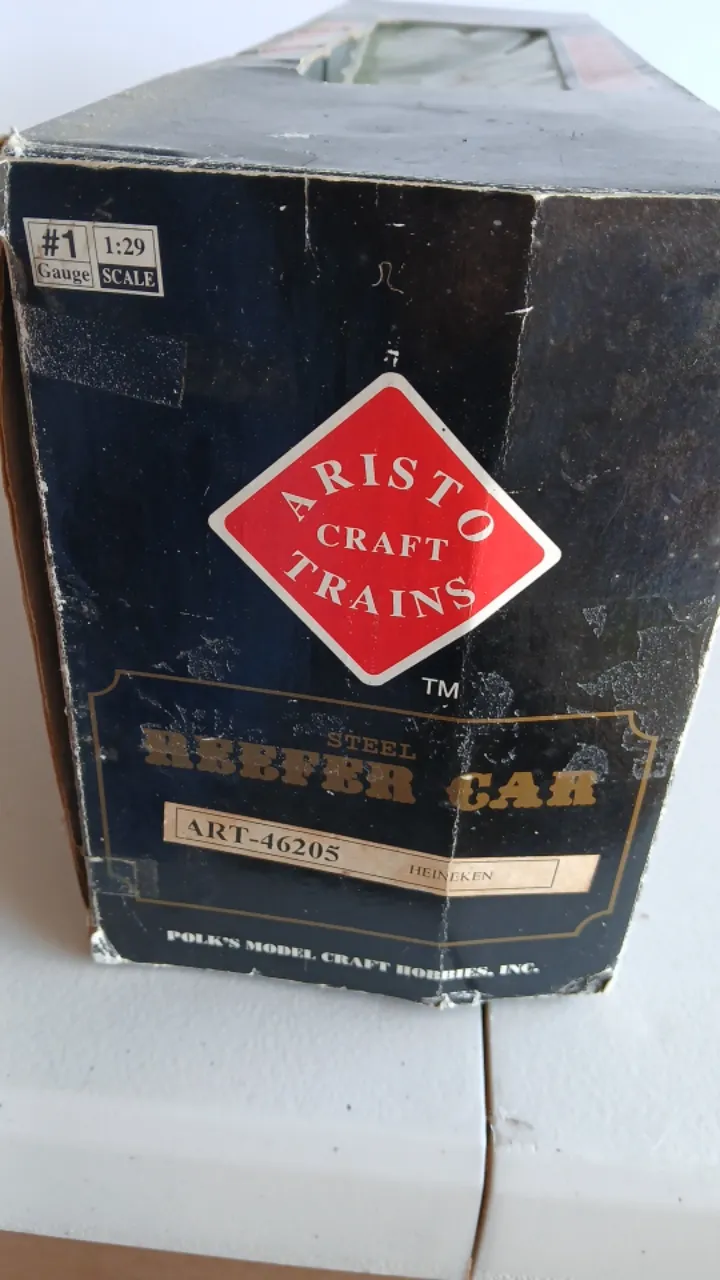 #1 Gauge
1:29 SCALE
ARISTO
CRAFT
TRAINS
TM
STEEL
REEFER CAR
ART-46205 HEINEKEN
POLK'S MODEL CRAFT HOBBIES, INC.